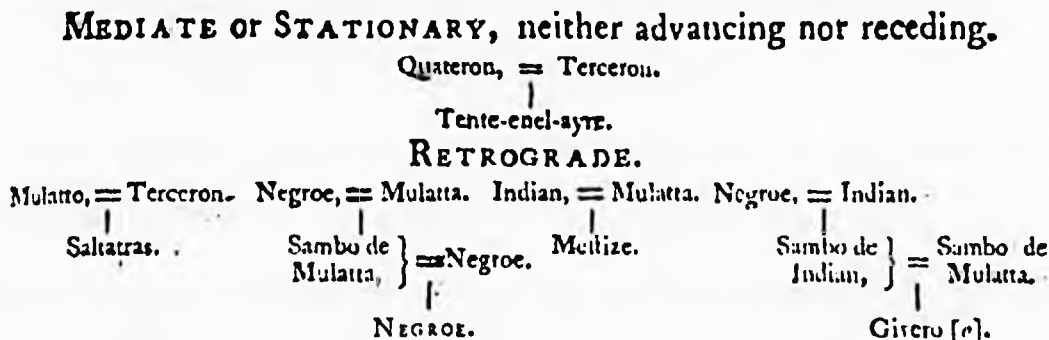 MEDIATE or STATIONARY, neither advancing nor receding.
Quateron, = Terceron.
Tente-enel-ayre.
RETROGRADE.
Mulatto, = Terceron. Negroe, = Mulatta. Indian, = Mulatta. Negroe, = Indian.
Saltatras. Sambo de Mestize. Sambo de Sambo de
Mulatta, } = Negroe. Indian, } = Mulatta.
NEGROE. Givero [e].